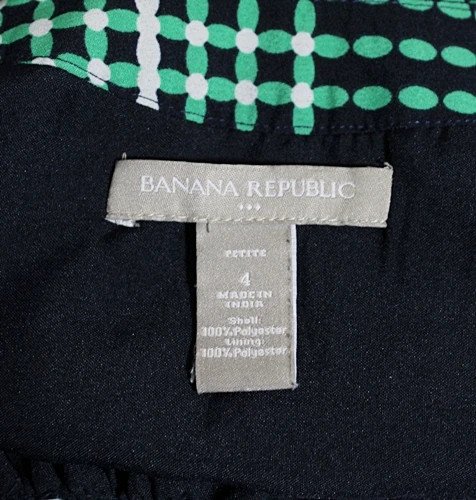 BANANA REPUBLIC
PETITE
4
MADE IN
INDIA
Shell:
100% Polyester
Lining:
100% Polyester